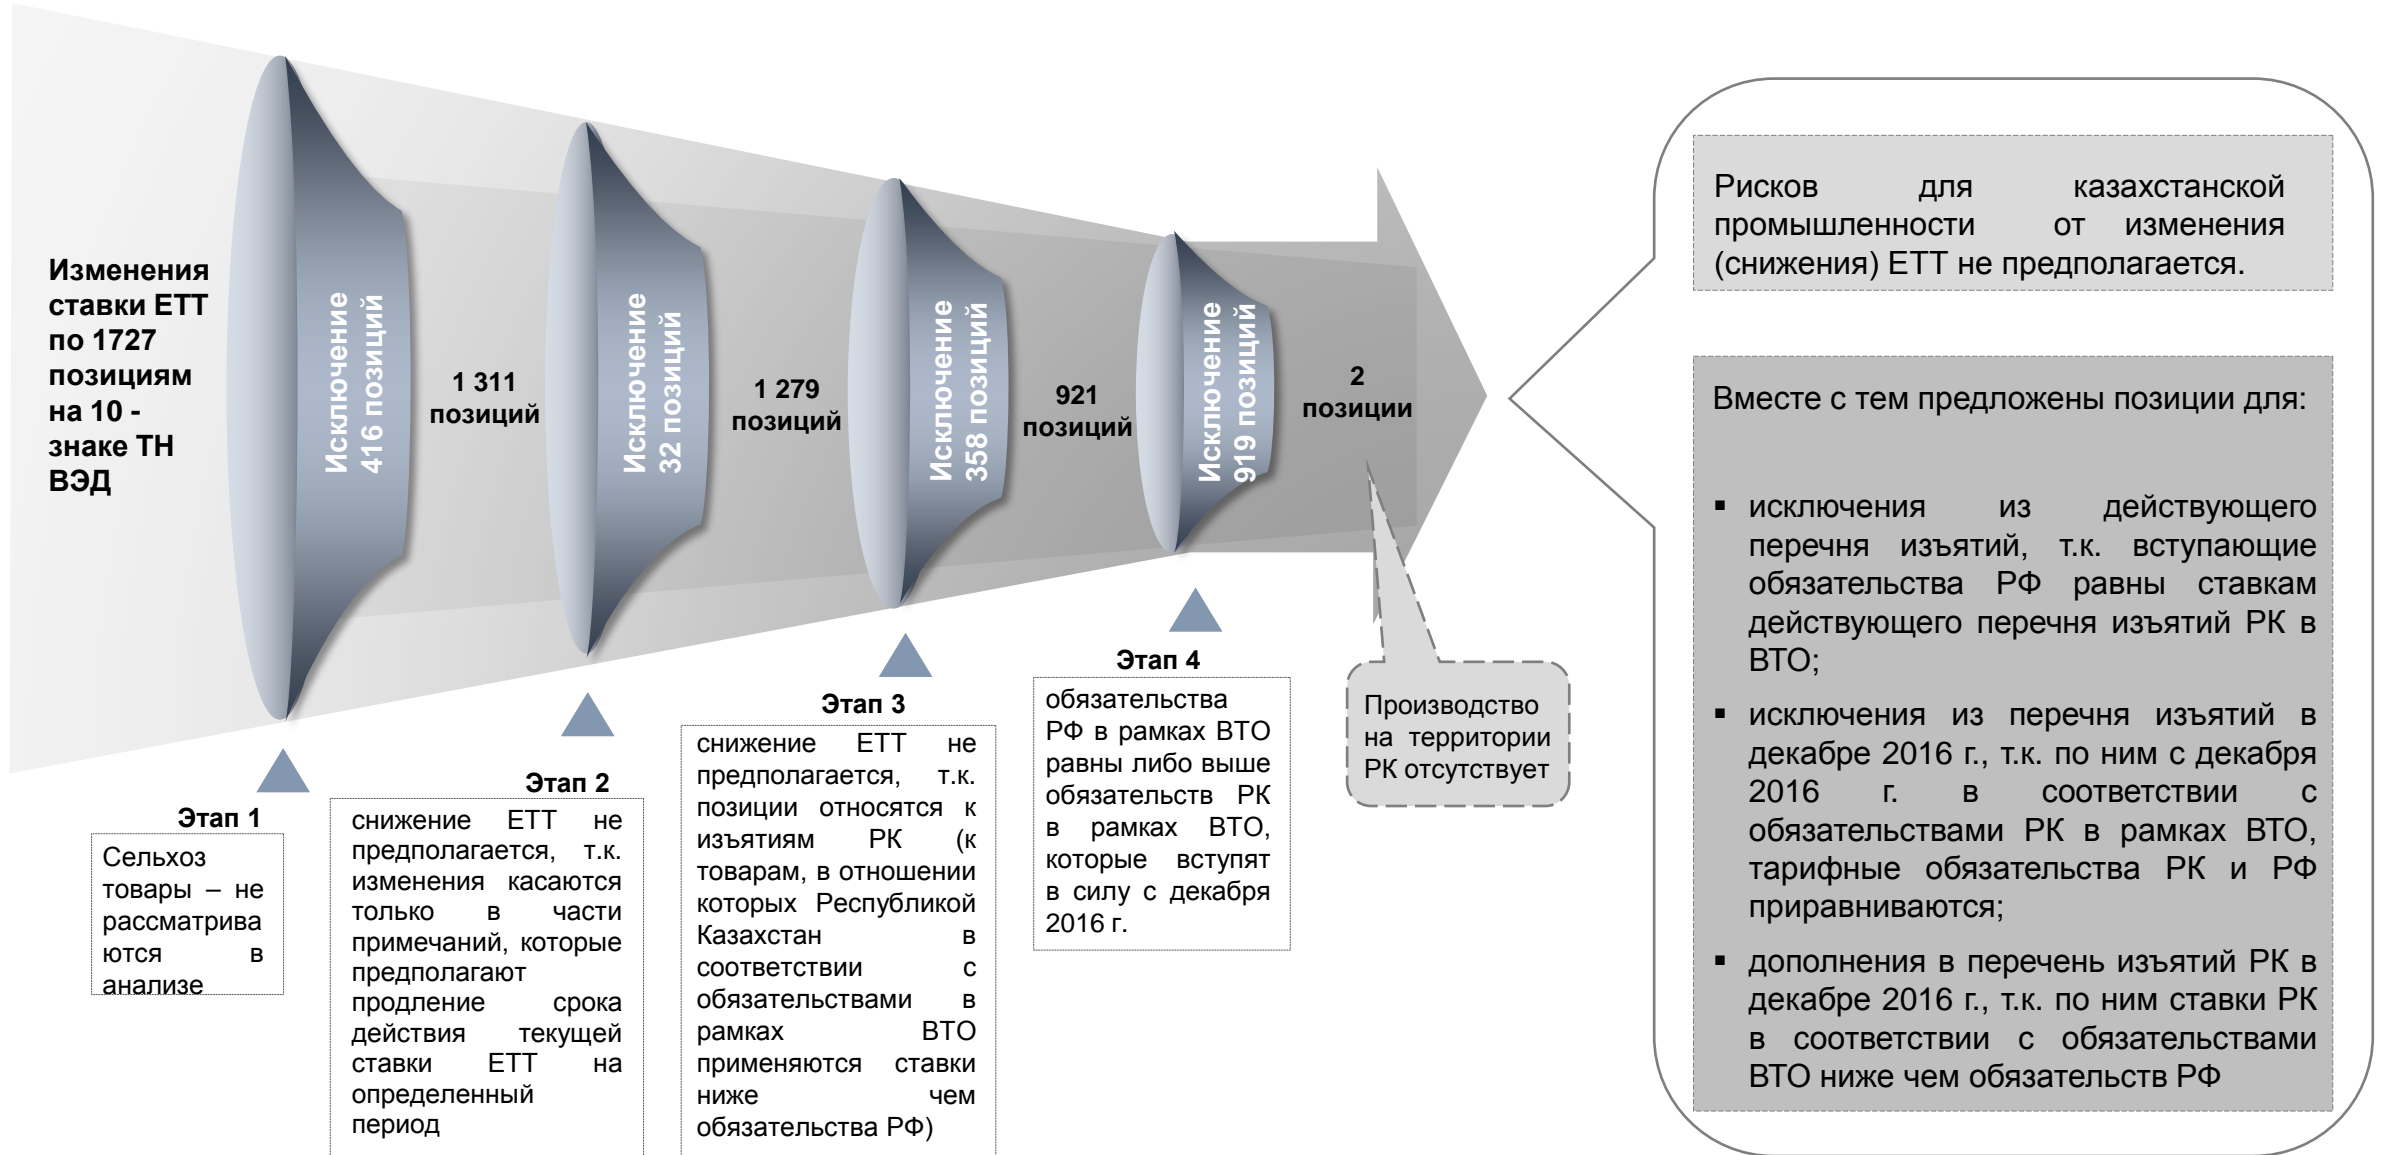 Изменения
ставки ЕТТ
по 1727
позициям
на 10 -
знаке ТН
ВЭД
Исключение
416 позиций
1 311
позиций
Исключение
32 позиций
1 279
позиций
Исключение
358 позиций
921
позиций
Исключение
919 позиций
2
позиции
Этап 1
Сельхоз
товары – не
рассматрива
ются в
анализе
Этап 2
снижение ЕТТ не
предполагается, т.к.
изменения касаются
только в части
примечаний, которые
предполагают
продление срока
действия текущей
ставки ЕТТ на
определенный
период
Этап 3
снижение ЕТТ не
предполагается, т.к.
позиции относятся к
изъятиям РК (к
товарам, в отношении
которых Республикой
Казахстан в
соответствии с
обязательствами в
рамках ВТО
применяются ставки
ниже чем
обязательства РФ)
Этап 4
обязательства
РФ в рамках ВТО
равны либо выше
обязательств РК
в рамках ВТО,
которые вступят
в силу с декабря
2016 г.
Производство
на территории
РК отсутствует
Рисков для казахстанской
промышленности от изменения
(снижения) ЕТТ не предполагается.
Вместе с тем предложены позиции для:
▪ исключения из действующего
перечня изъятий, т.к. вступающие
обязательства РФ равны ставкам
действующего перечня изъятий РК в
ВТО;
▪ исключения из перечня изъятий в
декабре 2016 г., т.к. по ним с декабря
2016 г. в соответствии с
обязательствами РК в рамках ВТО,
тарифные обязательства РК и РФ
приравниваются;
▪ дополнения в перечень изъятий РК в
декабре 2016 г., т.к. по ним ставки РК
в соответствии с обязательствами
ВТО ниже чем обязательств РФ